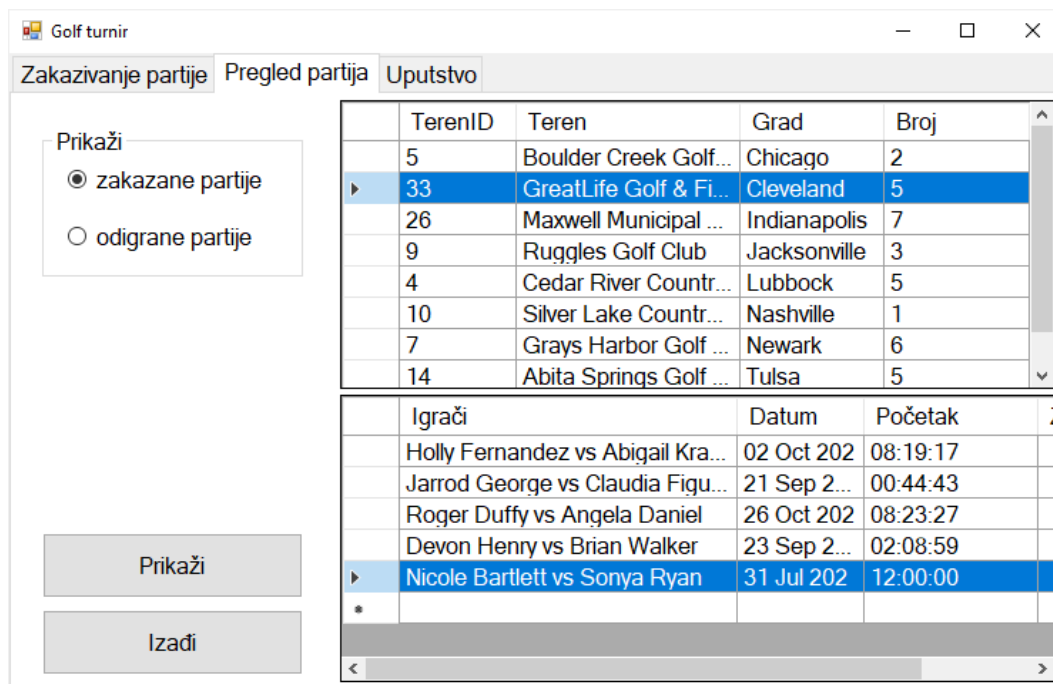 Golf turnir
Zakazivanje partije Pregled partija Uputstvo
Prikaži
zakazane partije
odigrane partije
Prikaži
Izađi
TerenID Teren Grad Broj
5 Boulder Creek Golf... Chicago 2
33 GreatLife Golf & Fi... Cleveland 5
26 Maxwell Municipal ... Indianapolis 7
9 Ruggles Golf Club Jacksonville 3
4 Cedar River Countr... Lubbock 5
10 Silver Lake Countr... Nashville 1
7 Grays Harbor Golf ... Newark 6
14 Abita Springs Golf ... Tulsa 5
Igrači Datum Početak
Holly Fernandez vs Abigail Kra... 02 Oct 202 08:19:17
Jarrod George vs Claudia Figu... 21 Sep 2... 00:44:43
Roger Duffy vs Angela Daniel 26 Oct 202 08:23:27
Devon Henry vs Brian Walker 23 Sep 2... 02:08:59
Nicole Bartlett vs Sonya Ryan 31 Jul 202 12:00:00